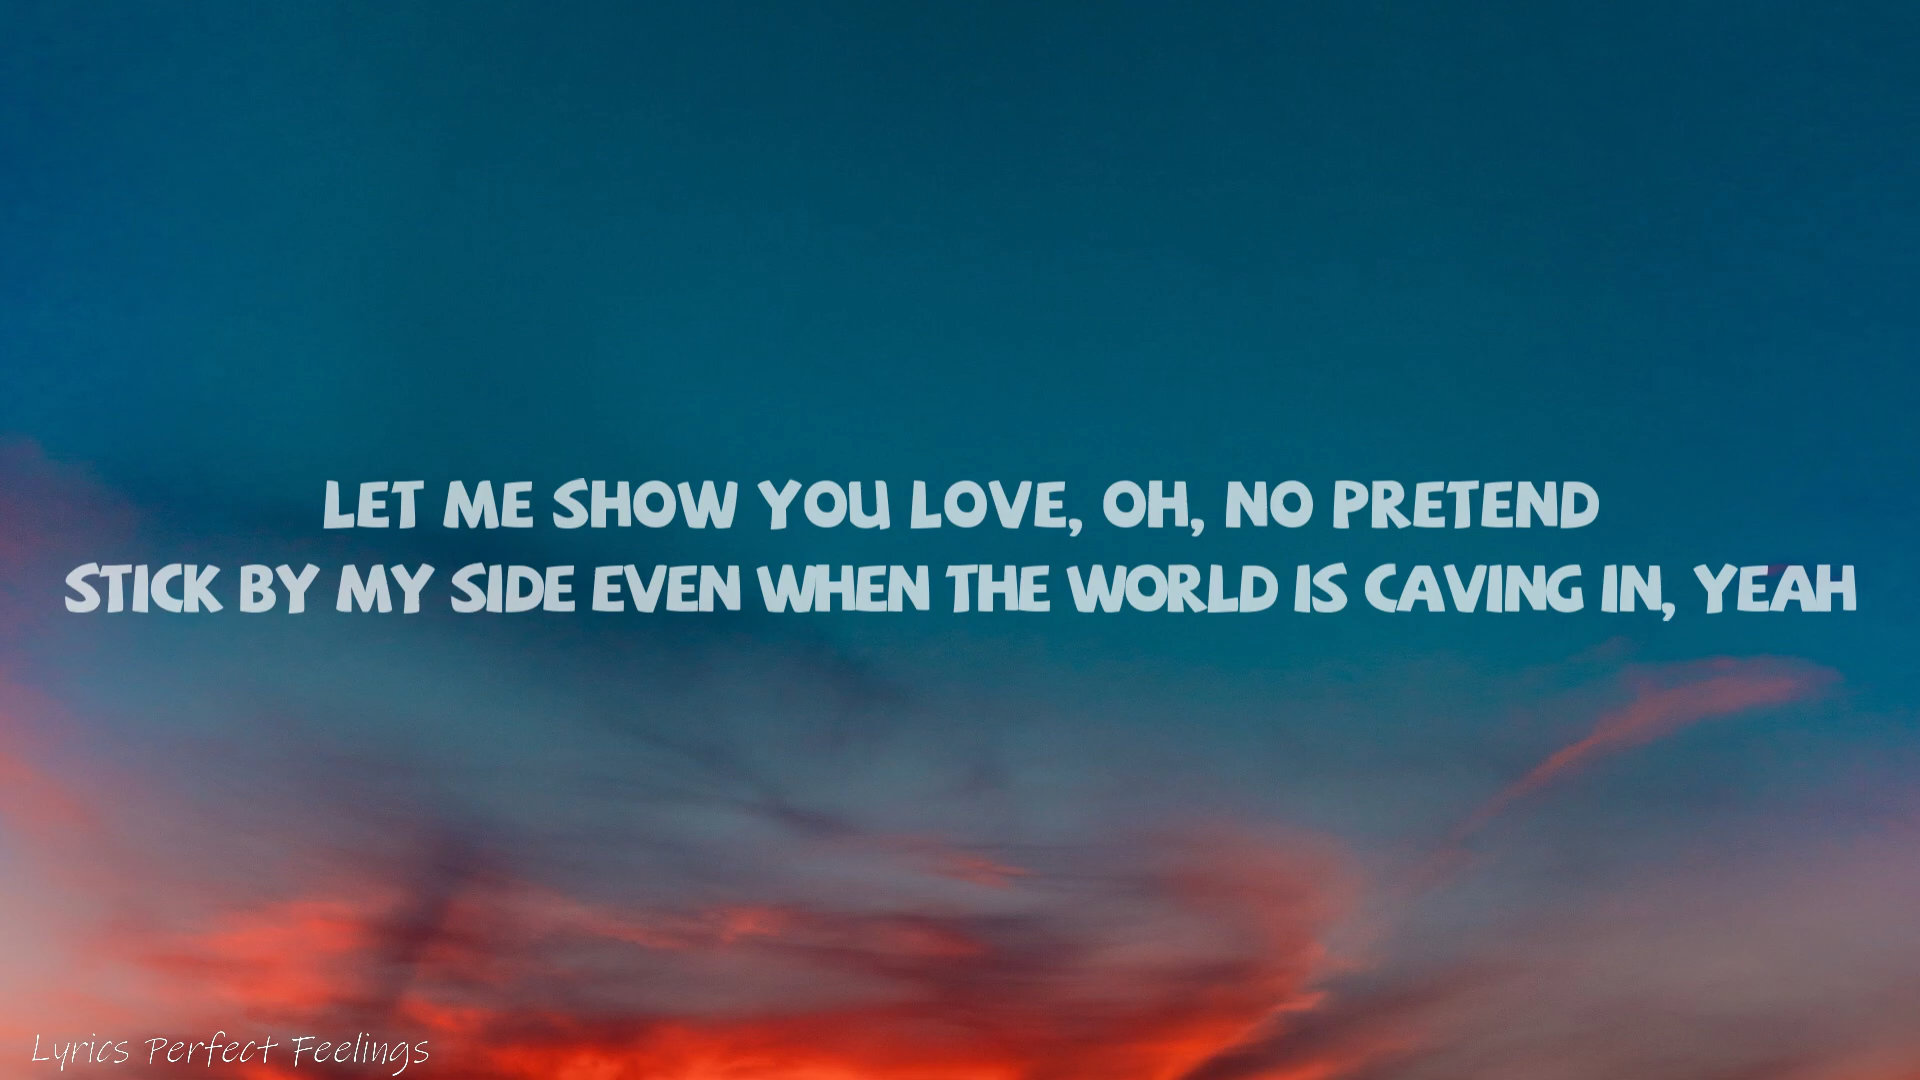 LET ME SHOW YOU LOVE, OH, NO PRETEND
STICK BY MY SIDE EVEN WHEN THE WORLD IS CAVING IN, YEAH
Lyrics Perfect Feelings